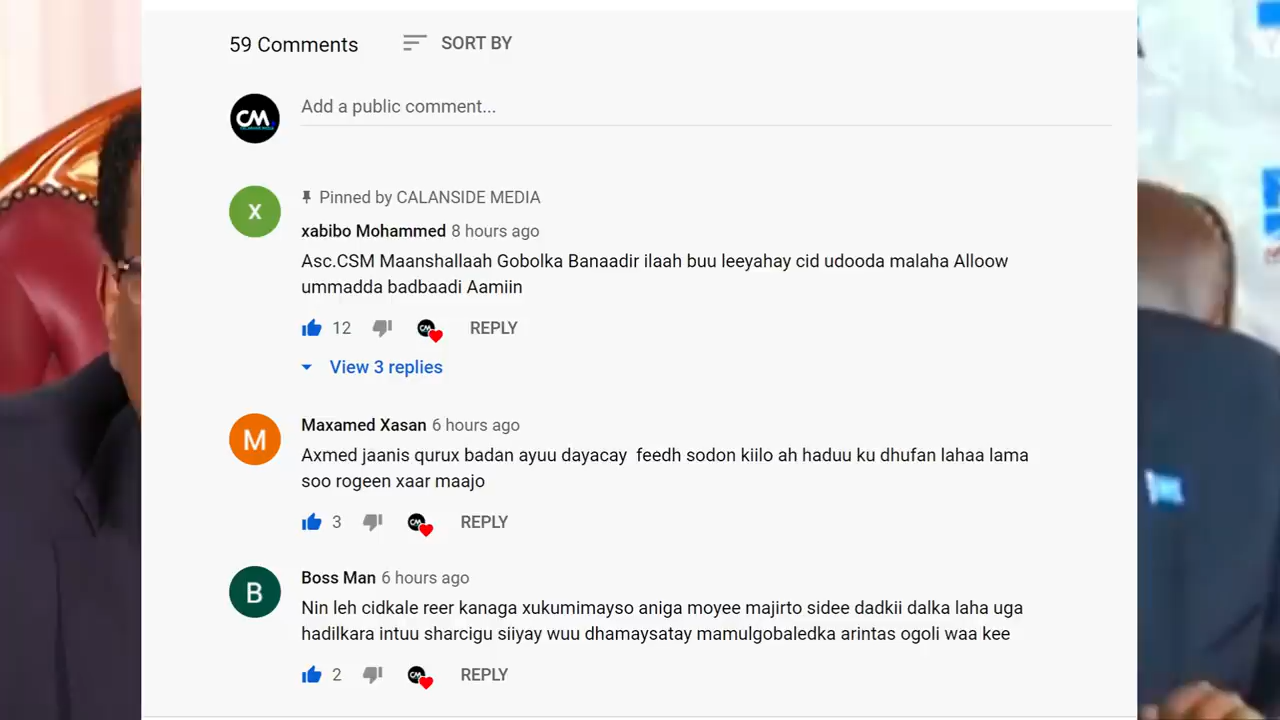 59 Comments
SORT BY
CM.
Add a public comment...
X
Pinned by CALANSIDE MEDIA
xabibo Mohammed 8 hours ago
Asc.CSM Maanshallaah Gobolka Banaadir ilaah buu leeyahay cid udooda malaha Alloow
ummadda badbaadi Aamiin
12
REPLY
View 3 replies
M
Maxamed Xasan 6 hours ago
Axmed jaanis qurux badan ayuu dayacay feedh sodon kiilo ah haduu ku dhufan lahaa lama
soo rogeen xaar maajo
3
REPLY
B
Boss Man 6 hours ago
Nin leh cidkale reer kanaga xukumimayso aniga moyee majirto sidee dadkii dalka laha uga
hadilkara intuu sharcigu siiyay wuu dhamaysatay mamulgobaledka arintas ogoli waa kee
2
REPLY